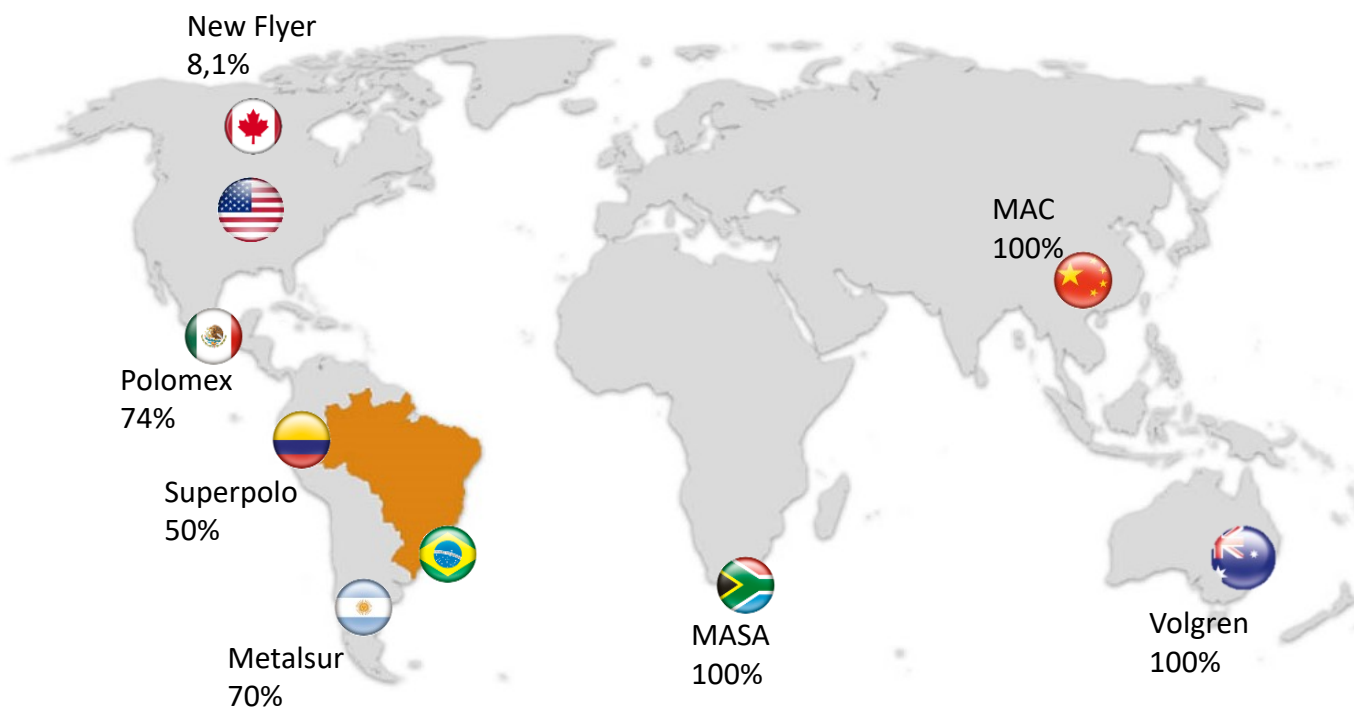 New Flyer
8,1%
MAC
100%
Polomex
74%
Superpolo
50%
Metalsur
70%
MASA
100%
Volgren
100%